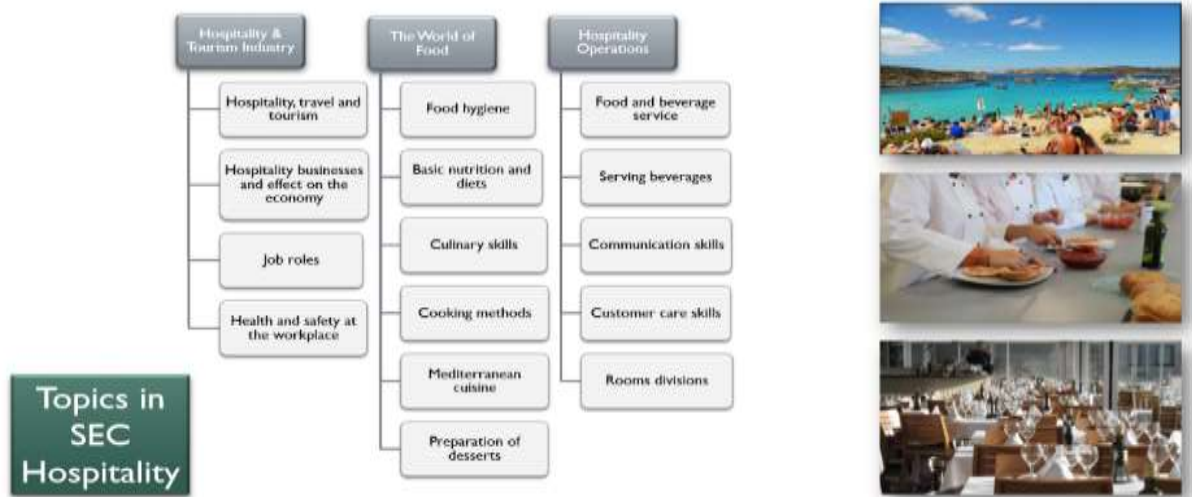 Hospitality &
Tourism Industry
Hospitality, travel and
tourism
Hospitality businesses
and effect on the
economy
Job roles
Health and safety at
the workplace
The World of
Food
Food hygiene
Basic nutrition and
diets
Culinary skills
Cooking methods
Mediterranean
cuisine
Preparation of
desserts
Hospitality
Operations
Food and beverage
service
Serving beverages
Communication skills
Customer care skills
Rooms divisions
Topics in
SEC
Hospitality